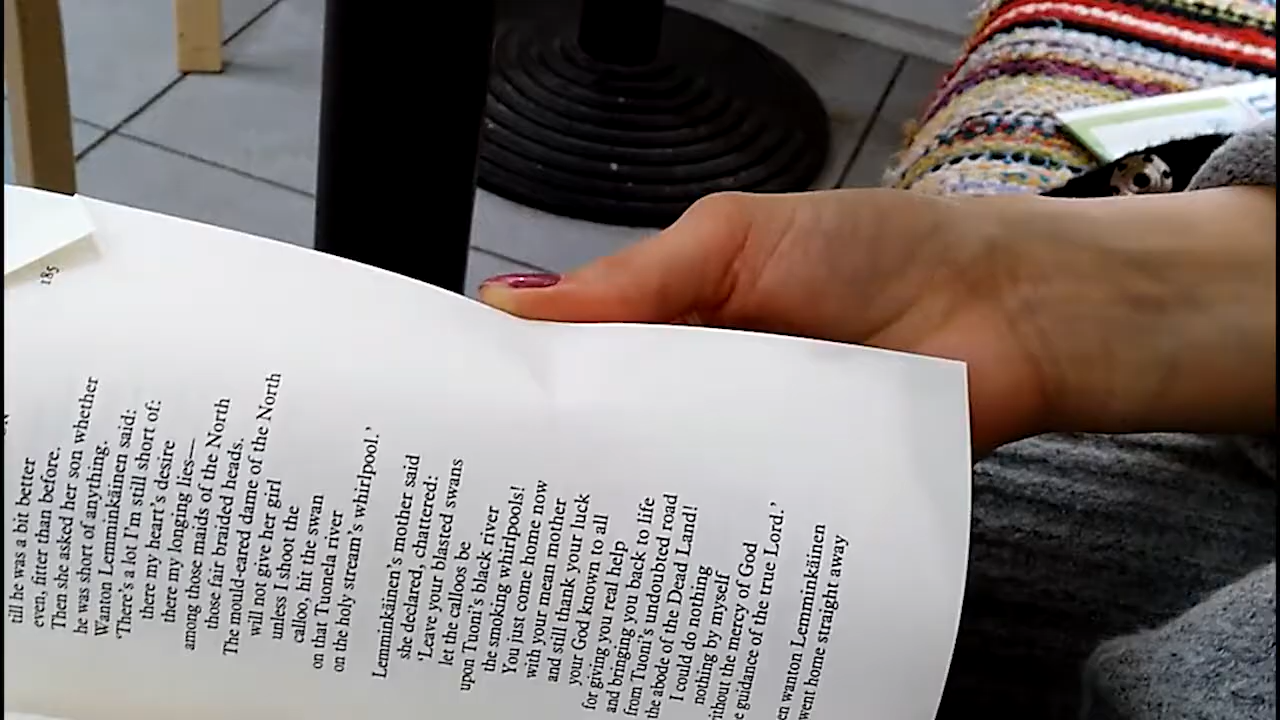 185
till he was a bit better
even, fitter than before.
Then she asked her son whether
he was short of anything.
Wanton Lemminkäinen said:
'There's a lot I'm still short of:
there my heart's desire
there my longing lies—
among those maids of the North
those fair braided heads.
The mould-eared dame of the North
will not give her girl
unless I shoot the
calloo, hit the swan
on that Tuonela river
on the holy stream's whirlpool.'
Lemminkäinen's mother said
she declared, chattered:
'Leave your blasted swans
let the calloos be
upon Tuoni's black river
the smoking whirlpools!
You just come home now
with your mean mother
and still thank your luck
your God known to all
for giving you real help
and bringing you back to life
from Tuoni's undoubted road
the abode of the Dead Land!
I could do nothing
nothing by myself
ithout the mercy of God
e guidance of the true Lord.'
en wanton Lemminkäinen
went home straight away